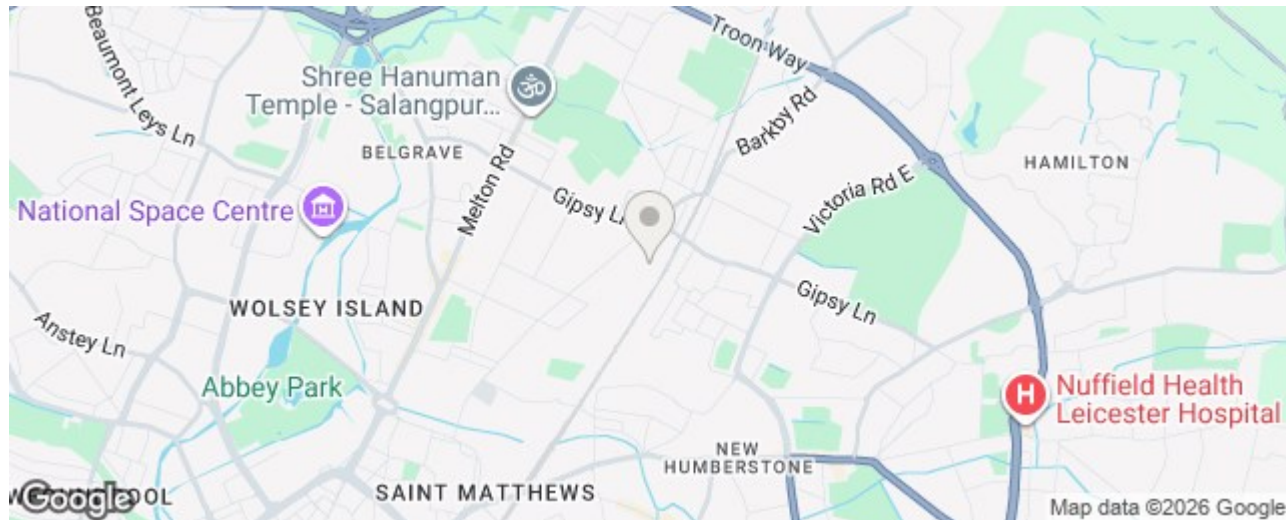 Beaumont Leys Ln
Troon Way
Shree Hanuman
Temple - Salangpur...
Barkby Rd
BELGRAVE
HAMILTON
Melton Rd
Gipsy L
Victoria Rd E
National Space Centre
WOLSEY ISLAND
Gipsy Ln
Anstey Ln
Abbey Park
H
Nuffield Health
Leicester Hospital
NEW
HUMBERSTONE
SAINT MATTHEWS
Google
Map data ©2026 Google